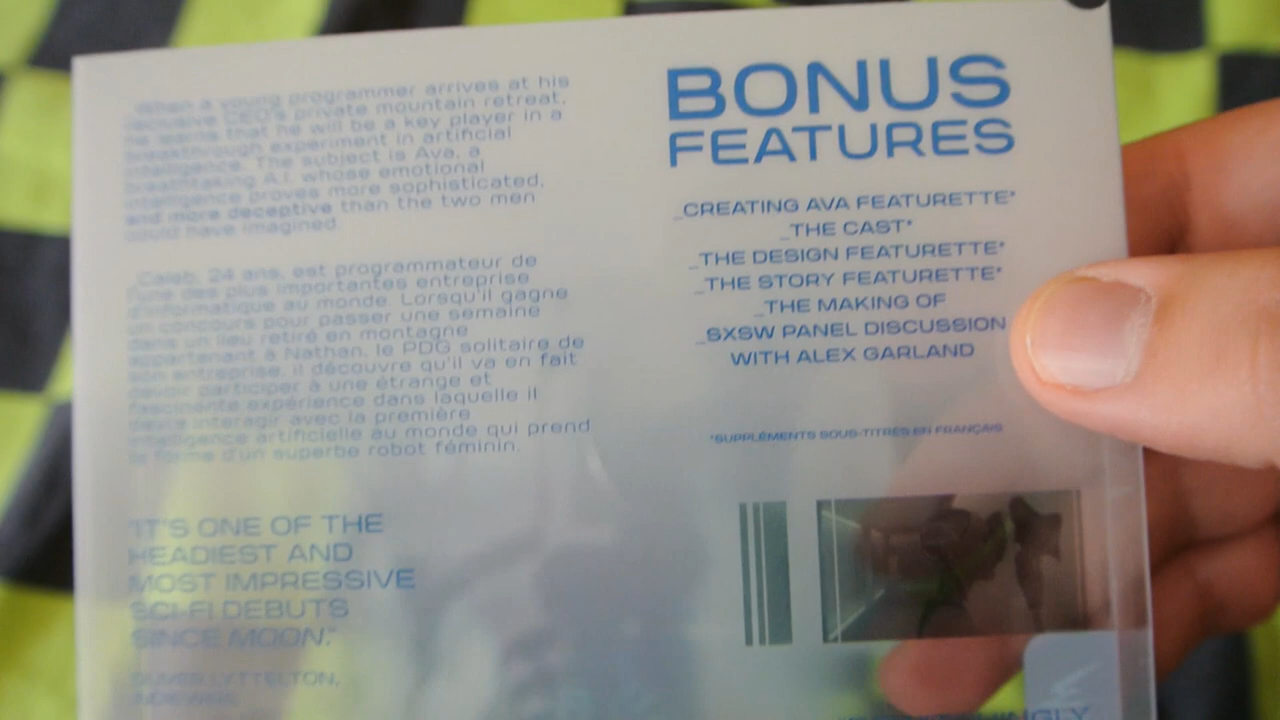 When a young programmer arrives at his
reclusive CEO's private mountain retreat,
he learns that he will be a key player in a
breakthrough experiment in artificial
intelligence. The subject is Ava, a
breathtaking A.I. whose emotional
intelligence proves more sophisticated,
and more deceptive than the two men
could have imagined.
_Caleb, 24 ans, est programmateur de
l'une des plus importantes entreprise
d'informatique au monde. Lorsqu'il gagne
un concours pour passer une semaine
dans un lieu retiré en montagne
appartenant à Nathan, le PDG solitaire de
son entreprise, il découvre qu'il va en fait
devoir participer à une étrange et
fascinante expérience dans laquelle il
devra interagir avec la première
intelligence artificielle au monde qui prend
la forme d'un superbe robot féminin.
"IT'S ONE OF THE
HEADIEST AND
MOST IMPRESSIVE
SCI-FI DEBUTS
SINCE MOON."
OLIVER LYTTELTON,
INDIEWIRE
BONUS
FEATURES
_CREATING AVA FEATURETTE*
_THE CAST*
_THE DESIGN FEATURETTE*
_THE STORY FEATURETTE*
_THE MAKING OF
_SXSW PANEL DISCUSSION
WITH ALEX GARLAND
*SUPPLÉMENTS SOUS-TITRÉS EN FRANÇAIS